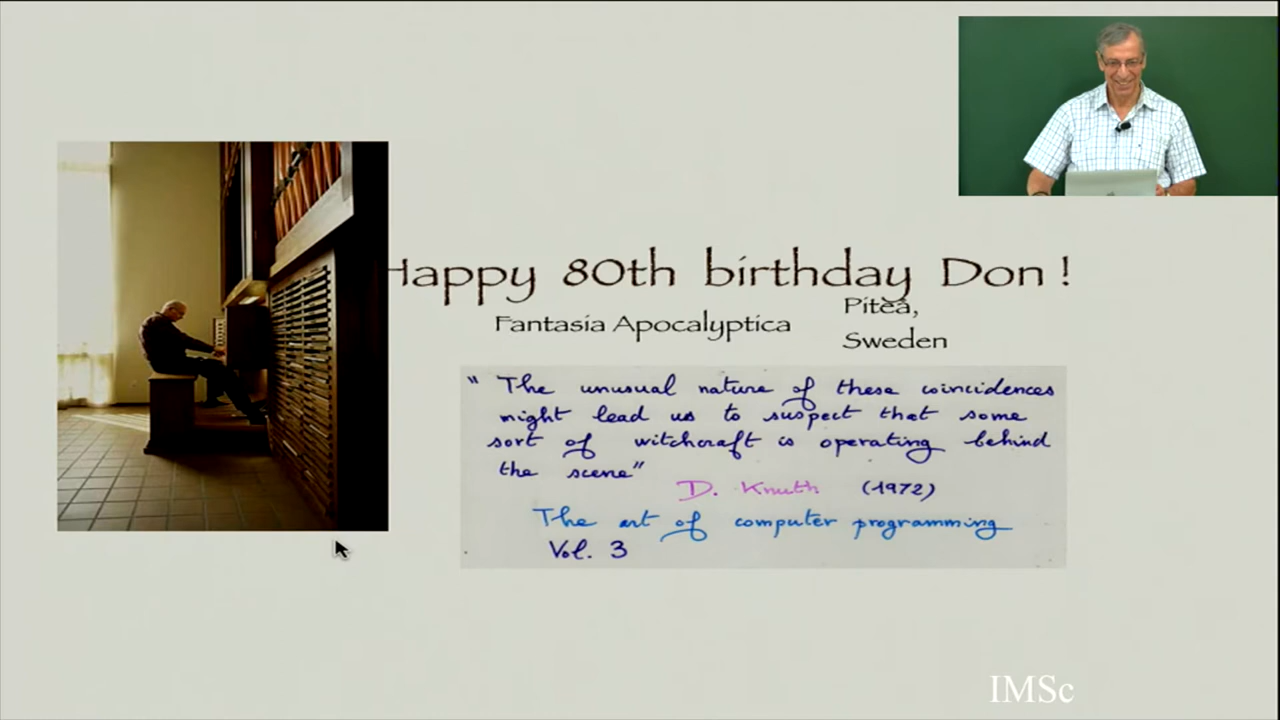 Happy 80th birthday Don !
Fantasia Apocalyptica
Piteå,
Sweden
" The unusual nature of these coincidences
might lead us to suspect that some
sort of witchcraft is operating behind
the scene"
D. Knuth (1972)
The art of computer programming
Vol. 3
IMSc